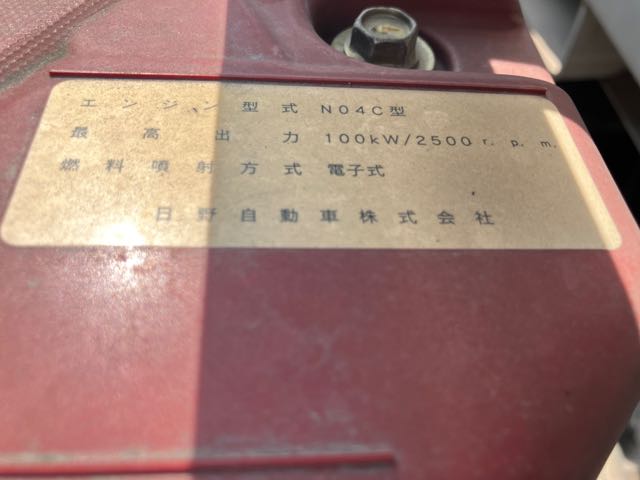 エンジン型式 N04C型
最高出力 100kW/2500r.p.m.
燃料噴射方式 電子式
日野自動車株式会社